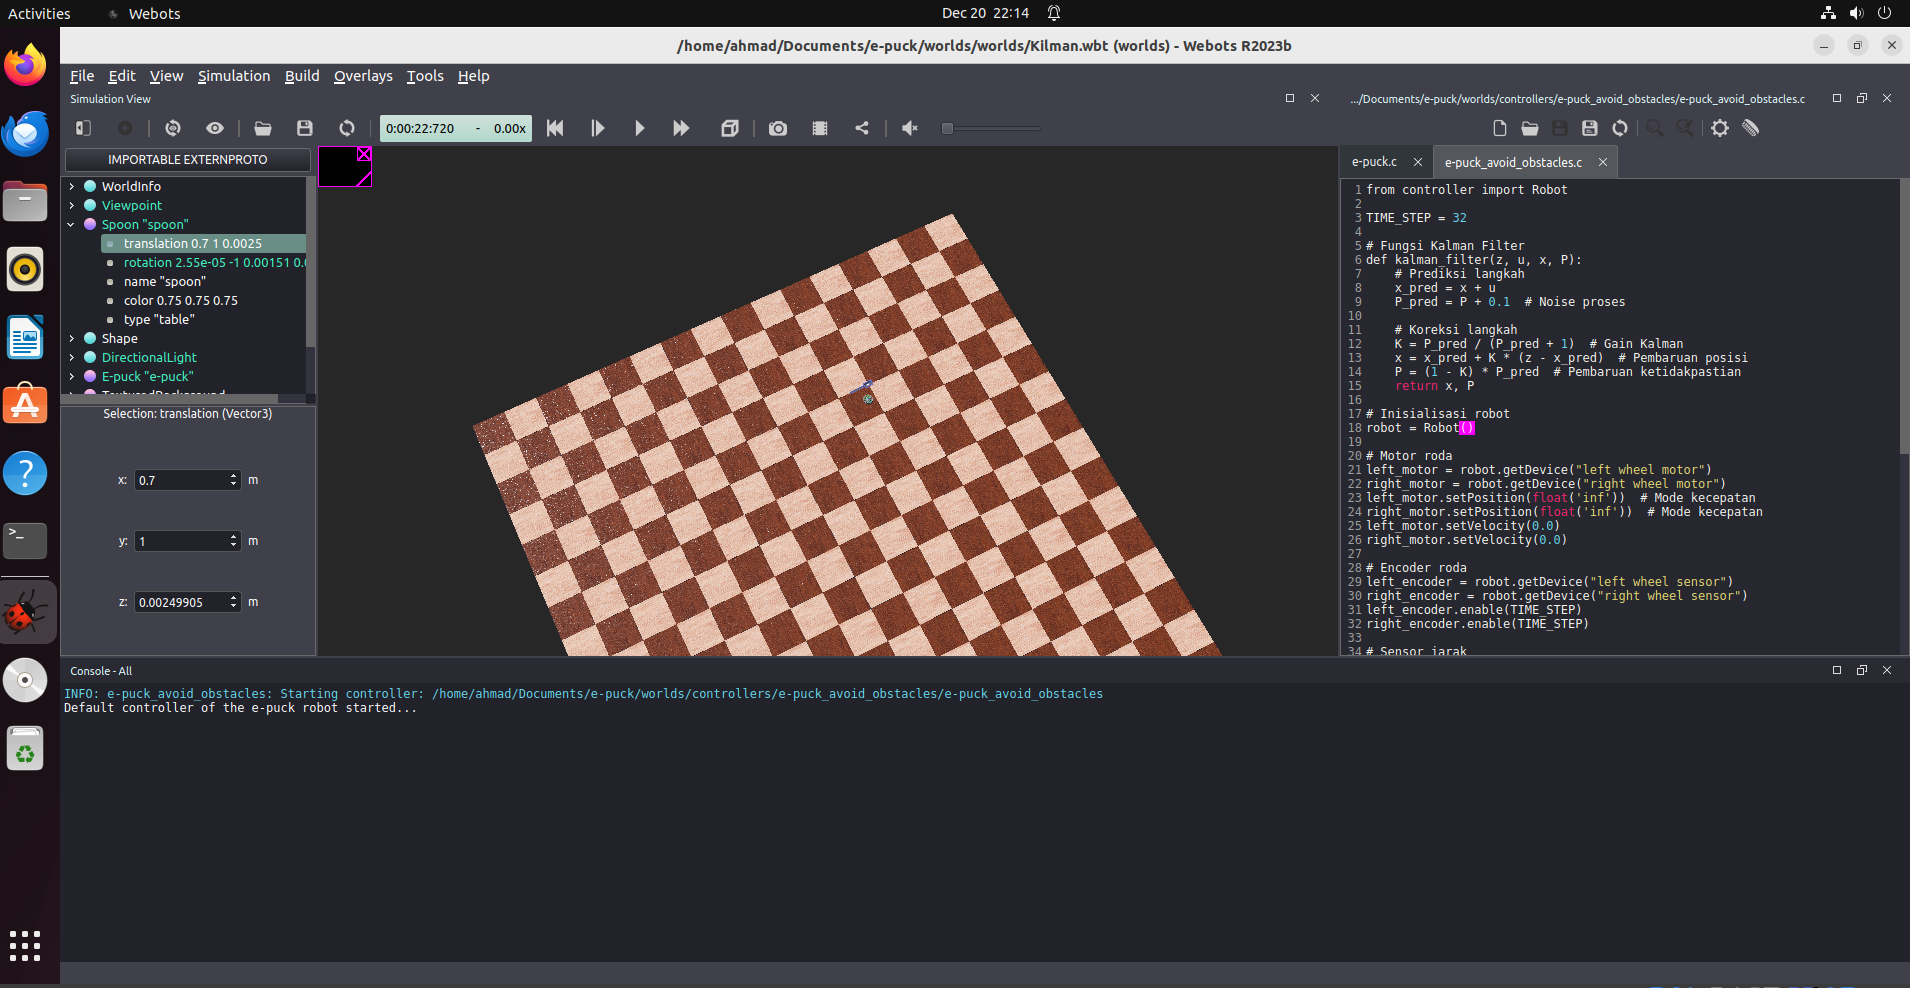 Activities
Webots
Dec 20 22:14
/home/ahmad/Documents/e-puck/worlds/worlds/Kilman.wbt (worlds) - Webots R2023b
File Edit View Simulation Build Overlays Tools Help
Simulation View
0:00:22:720 - 0.00x
IMPORTABLE EXTERNPROTO
WorldInfo
Viewpoint
Spoon "spoon"
translation 0.7 1 0.0025
rotation 2.55e-05 -1 0.00151 0.
name "spoon"
color 0.75 0.75 0.75
type "table"
Shape
DirectionalLight
E-puck "e-puck"
TexturedBackground
Selection: translation (Vector3)
x: 0.7 m
y: 1 m
z: 0.00249905 m
.../Documents/e-puck/worlds/controllers/e-puck_avoid_obstacles/e-puck_avoid_obstacles.c
e-puck.c
e-puck_avoid_obstacles.c
1 from controller import Robot
2
3 TIME_STEP = 32
4
5 # Fungsi Kalman Filter
6 def kalman_filter(z, u, x, P):
7     # Prediksi langkah
8     x_pred = x + u
9     P_pred = P + 0.1  # Noise proses
10
11     # Koreksi langkah
12     K = P_pred / (P_pred + 1)  # Gain Kalman
13     x = x_pred + K * (z - x_pred)  # Pembaruan posisi
14     P = (1 - K) * P_pred  # Pembaruan ketidakpastian
15     return x, P
16
17 # Inisialisasi robot
18 robot = Robot()
19
20 # Motor roda
21 left_motor = robot.getDevice("left wheel motor")
22 right_motor = robot.getDevice("right wheel motor")
23 left_motor.setPosition(float('inf'))  # Mode kecepatan
24 right_motor.setPosition(float('inf'))  # Mode kecepatan
25 left_motor.setVelocity(0.0)
26 right_motor.setVelocity(0.0)
27
28 # Encoder roda
29 left_encoder = robot.getDevice("left wheel sensor")
30 right_encoder = robot.getDevice("right wheel sensor")
31 left_encoder.enable(TIME_STEP)
32 right_encoder.enable(TIME_STEP)
33
34 # Sensor jarak
Console - All
INFO: e-puck_avoid_obstacles: Starting controller: /home/ahmad/Documents/e-puck/worlds/controllers/e-puck_avoid_obstacles/e-puck_avoid_obstacles
Default controller of the e-puck robot started...